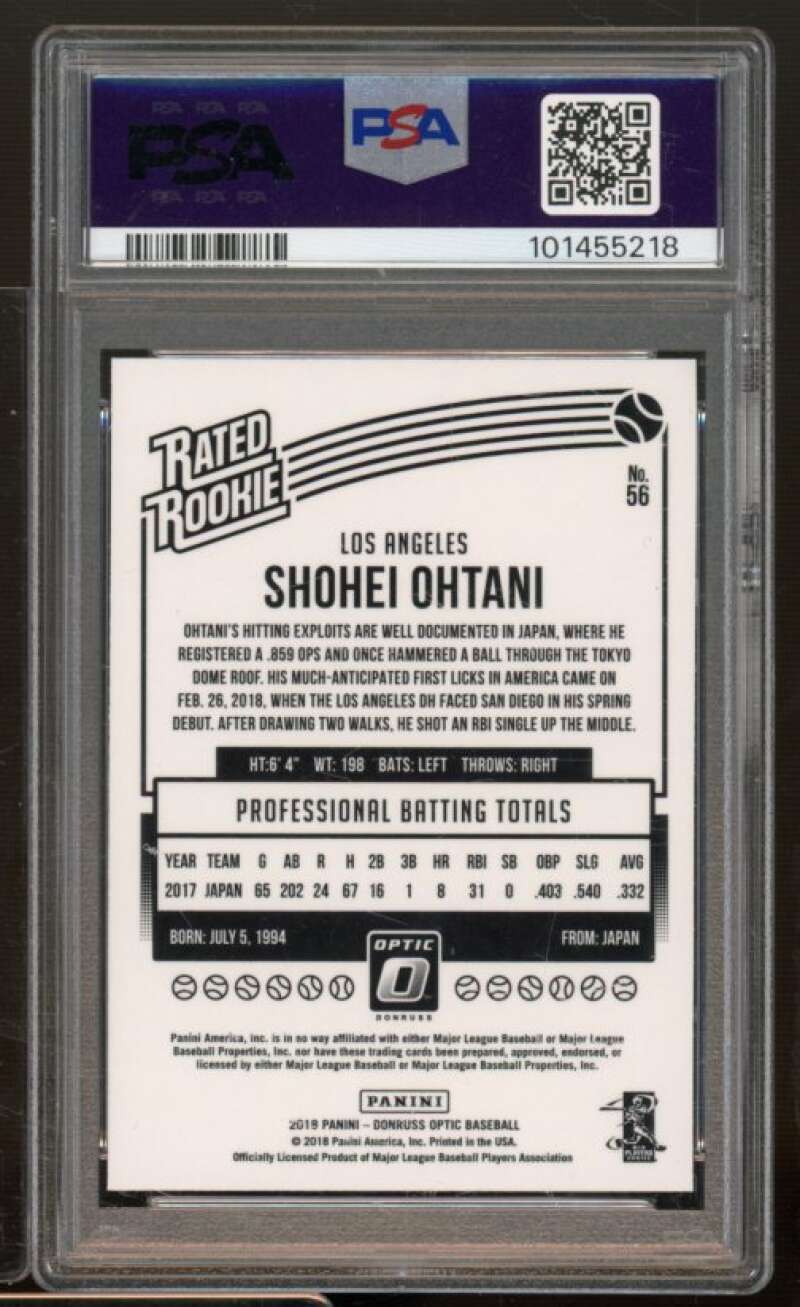 PSA PSA PSA
PSA
PSA PSA PSA
PSA
101455218
RATED
ROOKIE
No.
56
LOS ANGELES
SHOHEI OHTANI
OHTANI'S HITTING EXPLOITS ARE WELL DOCUMENTED IN JAPAN, WHERE HE
REGISTERED A .859 OPS AND ONCE HAMMERED A BALL THROUGH THE TOKYO
DOME ROOF. HIS MUCH-ANTICIPATED FIRST LICKS IN AMERICA CAME ON
FEB. 26, 2018, WHEN THE LOS ANGELES DH FACED SAN DIEGO IN HIS SPRING
DEBUT. AFTER DRAWING TWO WALKS, HE SHOT AN RBI SINGLE UP THE MIDDLE.
HT:6' 4" WT: 198 BATS: LEFT THROWS: RIGHT
PROFESSIONAL BATTING TOTALS
YEAR TEAM G AB R H 2B 3B HR RBI SB OBP SLG AVG
2017 JAPAN 65 202 24 67 16 1 8 31 0 .403 .540 .332
BORN: JULY 5, 1994 FROM: JAPAN
OPTIC
DONRUSS
Panini America, Inc. is in no way affiliated with either Major League Baseball or Major League
Baseball Properties, Inc. nor have these trading cards been prepared, approved, endorsed, or
licensed by either Major League Baseball or Major League Baseball Properties, Inc.
PANINI
2018 PANINI – DONRUSS OPTIC BASEBALL
© 2018 Panini America, Inc. Printed in the USA.
Officially Licensed Product of Major League Baseball Players Association
PLAYERS